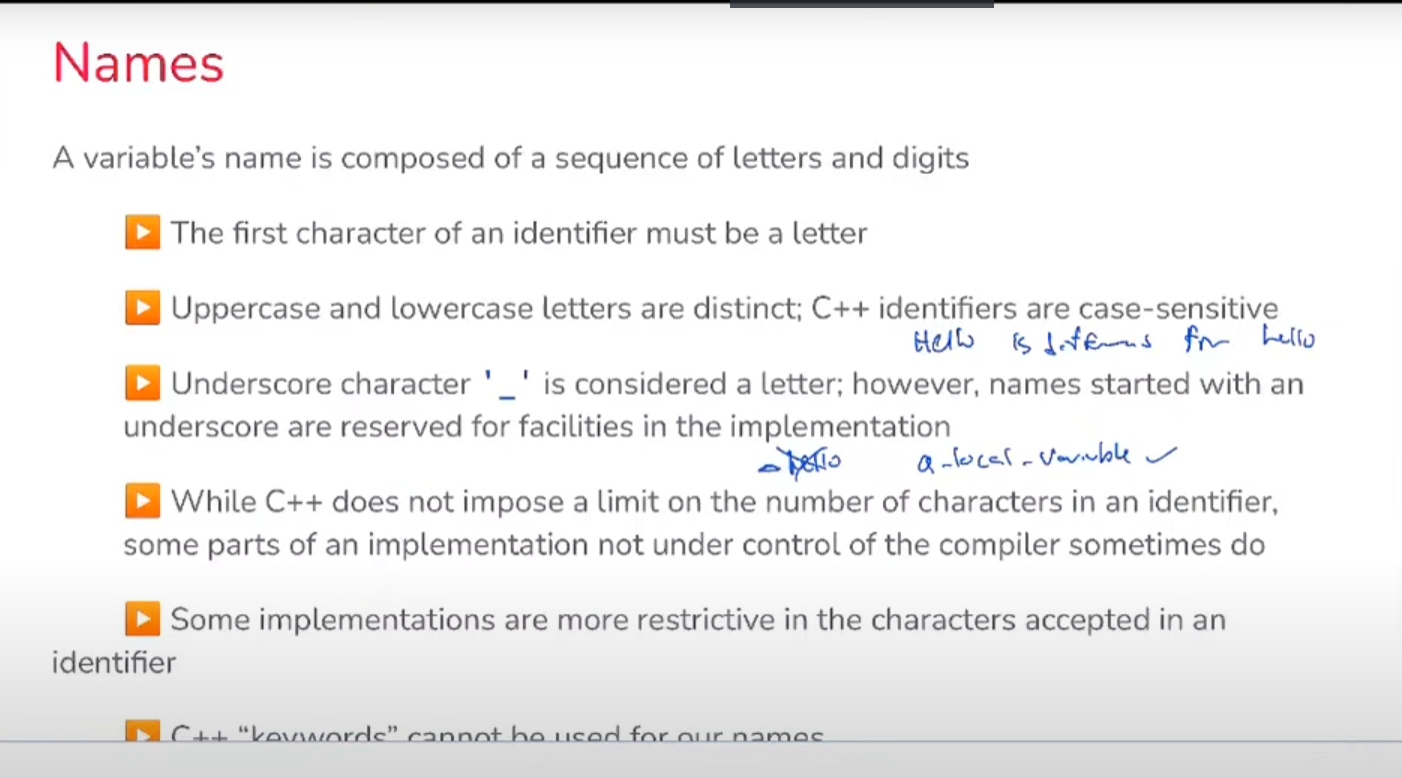 Names
A variable's name is composed of a sequence of letters and digits
The first character of an identifier must be a letter
Uppercase and lowercase letters are distinct; C++ identifiers are case-sensitive
Hello is hello
Underscore character '_' is considered a letter; however, names started with an
underscore are reserved for facilities in the implementation
_hello a_local_variable ✓
While C++ does not impose a limit on the number of characters in an identifier,
some parts of an implementation not under control of the compiler sometimes do
Some implementations are more restrictive in the characters accepted in an
identifier
C++ "keywords" cannot be used for our names